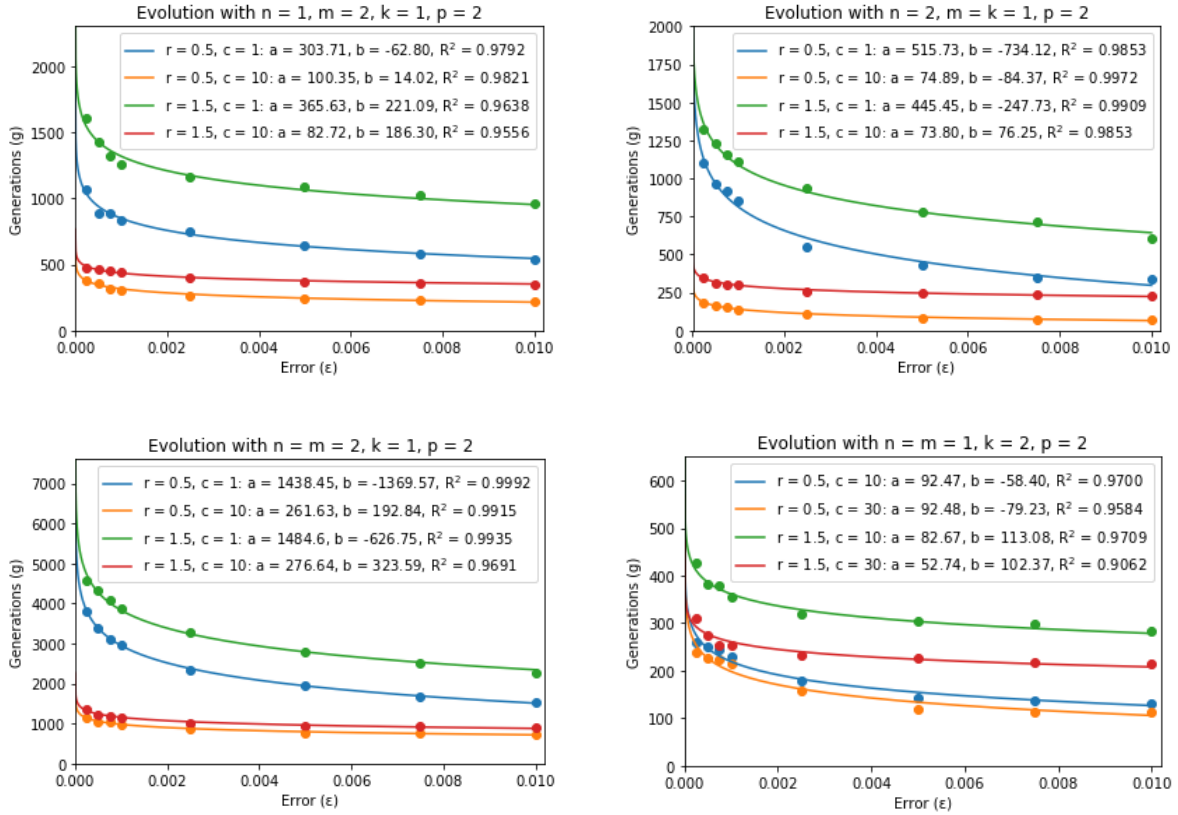 Evolution with n = 1, m = 2, k = 1, p = 2
r = 0.5, c = 1: a = 303.71, b = -62.80, R² = 0.9792
r = 0.5, c = 10: a = 100.35, b = 14.02, R² = 0.9821
r = 1.5, c = 1: a = 365.63, b = 221.09, R² = 0.9638
r = 1.5, c = 10: a = 82.72, b = 186.30, R² = 0.9556
Generations (g)
2000
1500
1000
500
0
0.000 0.002 0.004 0.006 0.008 0.010
Error (ε)
Evolution with n = 2, m = k = 1, p = 2
r = 0.5, c = 1: a = 515.73, b = -734.12, R² = 0.9853
r = 0.5, c = 10: a = 74.89, b = -84.37, R² = 0.9972
r = 1.5, c = 1: a = 445.45, b = -247.73, R² = 0.9909
r = 1.5, c = 10: a = 73.80, b = 76.25, R² = 0.9853
Generations (g)
2000
1750
1500
1250
1000
750
500
250
0
0.000 0.002 0.004 0.006 0.008 0.010
Error (ε)
Evolution with n = m = 2, k = 1, p = 2
r = 0.5, c = 1: a = 1438.45, b = -1369.57, R² = 0.9992
r = 0.5, c = 10: a = 261.63, b = 192.84, R² = 0.9915
r = 1.5, c = 1: a = 1484.6, b = -626.75, R² = 0.9935
r = 1.5, c = 10: a = 276.64, b = 323.59, R² = 0.9691
Generations (g)
7000
6000
5000
4000
3000
2000
1000
0
0.000 0.002 0.004 0.006 0.008 0.010
Error (ε)
Evolution with n = m = 1, k = 2, p = 2
r = 0.5, c = 10: a = 92.47, b = -58.40, R² = 0.9700
r = 0.5, c = 30: a = 92.48, b = -79.23, R² = 0.9584
r = 1.5, c = 10: a = 82.67, b = 113.08, R² = 0.9709
r = 1.5, c = 30: a = 52.74, b = 102.37, R² = 0.9062
Generations (g)
600
500
400
300
200
100
0
0.000 0.002 0.004 0.006 0.008 0.010
Error (ε)